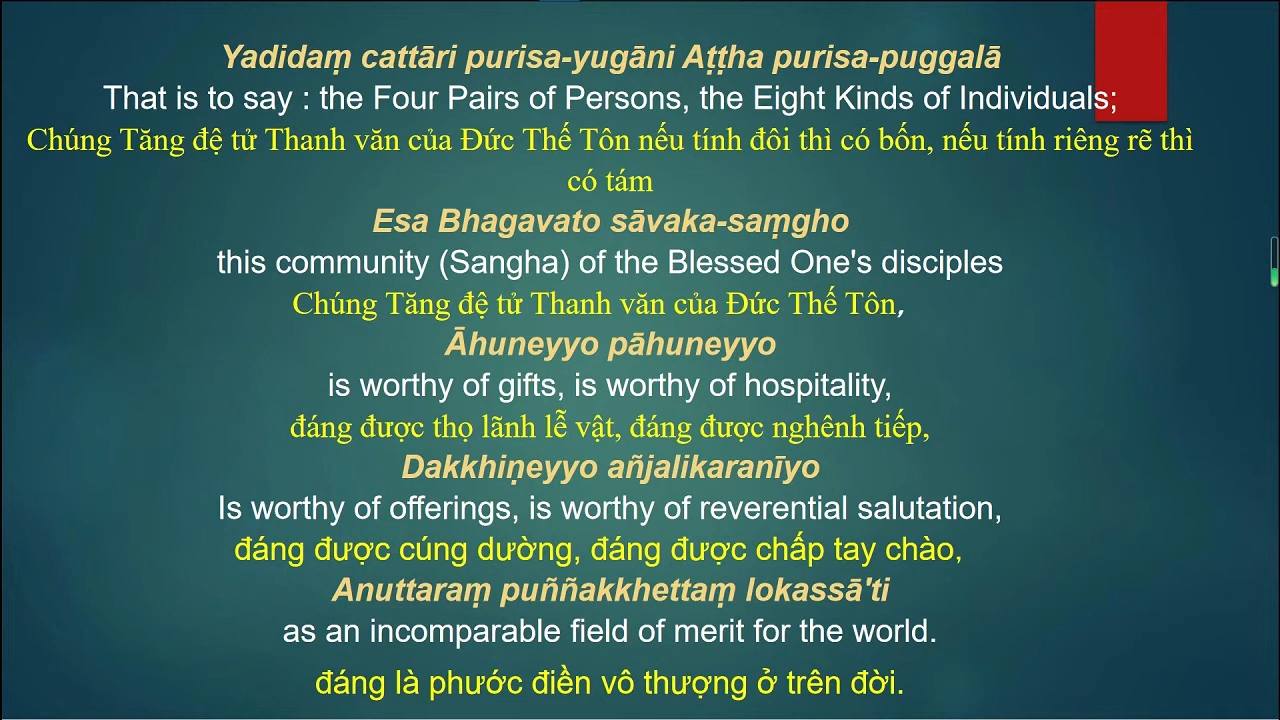 Yadidaṃ cattāri purisa-yugāni Aṭṭha purisa-puggalā
That is to say : the Four Pairs of Persons, the Eight Kinds of Individuals;
Chúng Tăng đệ tử Thanh văn của Đức Thế Tôn nếu tính đôi thì có bốn, nếu tính riêng rẽ thì
có tám
Esa Bhagavato sāvaka-saṃgho
this community (Sangha) of the Blessed One's disciples
Chúng Tăng đệ tử Thanh văn của Đức Thế Tôn,
Āhuneyyo pāhuneyyo
is worthy of gifts, is worthy of hospitality,
đáng được thọ lãnh lễ vật, đáng được nghênh tiếp,
Dakkhiṇeyyo añjalikaranīyo
Is worthy of offerings, is worthy of reverential salutation,
đáng được cúng dường, đáng được chấp tay chào,
Anuttaraṃ puññakkhettaṃ lokassā'ti
as an incomparable field of merit for the world.
đáng là phước điền vô thượng ở trên đời.